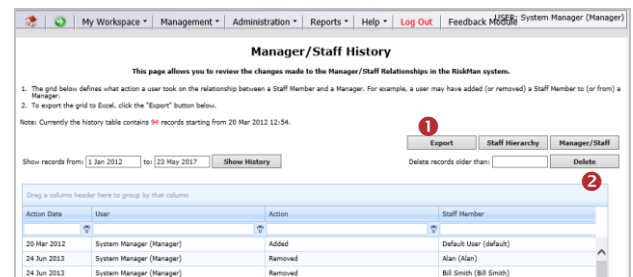 My Workspace Management Administration Reports Help Log Out Feedback Module USER: System Manager (Manager)
Manager/Staff History
This page allows you to review the changes made to the Manager/Staff Relationships in the RiskMan system.
1. The grid below defines what action a user took on the relationship between a Staff Member and a Manager. For example, a user may have added (or removed) a Staff Member to (or from) a
Manager.
2. To export the grid to Excel, click the "Export" button below.
Note: Currently the history table contains 94 records starting from 20 Mar 2012 12:54.
1
Export Staff Hierarchy Manager/Staff
Show records from: 1 Jan 2012 to: 23 May 2017 Show History Delete records older than: Delete
2
Drag a column header here to group by that column
Action Date User Action Staff Member
20 Mar 2012 System Manager (Manager) Added Default User (default)
24 Jun 2013 System Manager (Manager) Removed Alan (Alan)
24 Jun 2013 System Manager (Manager) Removed Bill Smith (Bill Smith)